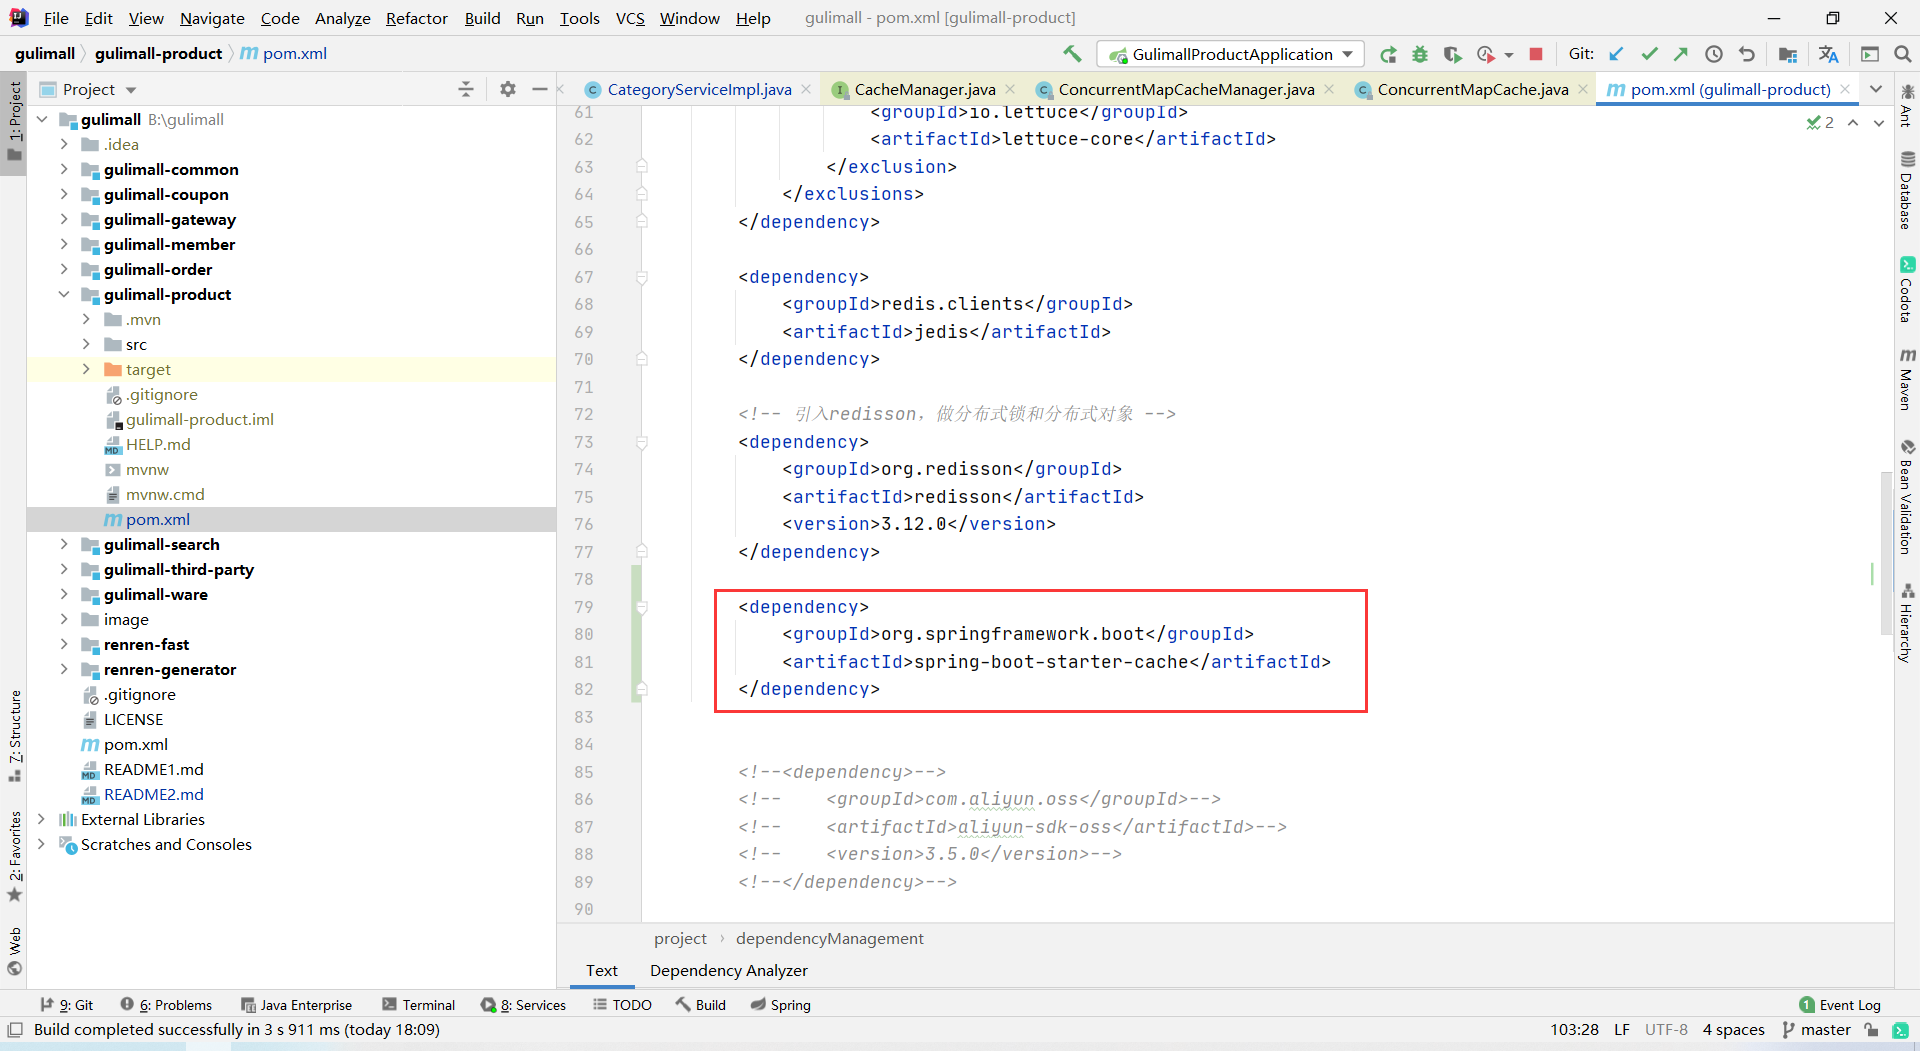 File Edit View Navigate Code Analyze Refactor Build Run Tools VCS Window Help gulimall - pom.xml [gulimall-product]
gulimall gulimall-product m pom.xml GulimallProductApplication Git:
Project
CategoryServiceImpl.java CacheManager.java ConcurrentMapCacheManager.java ConcurrentMapCache.java pom.xml (gulimall-product)
1: Project
7: Structure
2: Favorites
Web
gulimall B:\gulimall
.idea
gulimall-common
gulimall-coupon
gulimall-gateway
gulimall-member
gulimall-order
gulimall-product
.mvn
src
target
.gitignore
gulimall-product.iml
HELP.md
mvnw
mvnw.cmd
pom.xml
gulimall-search
gulimall-third-party
gulimall-ware
image
renren-fast
renren-generator
.gitignore
LICENSE
pom.xml
README1.md
README2.md
External Libraries
Scratches and Consoles
2
61 <groupId>io.lettuce</groupId>
62 <artifactId>lettuce-core</artifactId>
63 </exclusion>
64 </exclusions>
65 </dependency>
66
67 <dependency>
68 <groupId>redis.clients</groupId>
69 <artifactId>jedis</artifactId>
70 </dependency>
71
72 <!-- 引入redisson，做分布式锁和分布式对象 -->
73 <dependency>
74 <groupId>org.redisson</groupId>
75 <artifactId>redisson</artifactId>
76 <version>3.12.0</version>
77 </dependency>
78
79 <dependency>
80 <groupId>org.springframework.boot</groupId>
81 <artifactId>spring-boot-starter-cache</artifactId>
82 </dependency>
83
84
85 <!--<dependency>-->
86 <!--    <groupId>com.aliyun.oss</groupId>-->
87 <!--    <artifactId>aliyun-sdk-oss</artifactId>-->
88 <!--    <version>3.5.0</version>-->
89 <!--</dependency>-->
90
project › dependencyManagement
Text Dependency Analyzer
Ant
Database
Codota
Maven
Bean Validation
Hierarchy
9: Git 6: Problems Java Enterprise Terminal 8: Services TODO Build Spring 1 Event Log
Build completed successfully in 3 s 911 ms (today 18:09) 103:28 LF UTF-8 4 spaces master